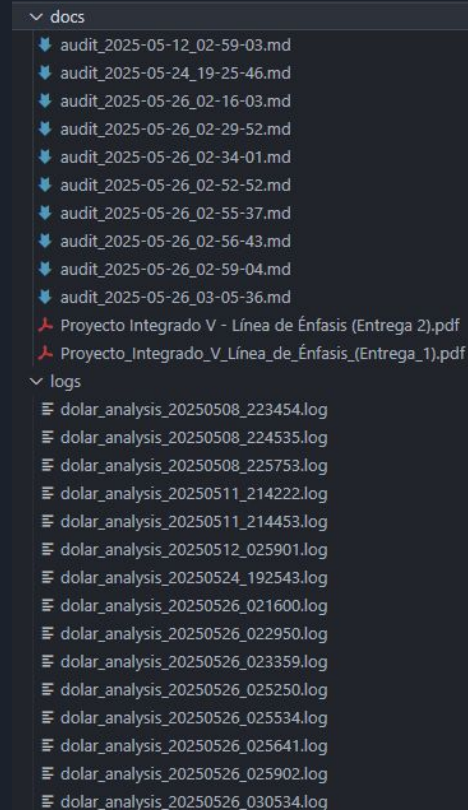 docs
audit_2025-05-12_02-59-03.md
audit_2025-05-24_19-25-46.md
audit_2025-05-26_02-16-03.md
audit_2025-05-26_02-29-52.md
audit_2025-05-26_02-34-01.md
audit_2025-05-26_02-52-52.md
audit_2025-05-26_02-55-37.md
audit_2025-05-26_02-56-43.md
audit_2025-05-26_02-59-04.md
audit_2025-05-26_03-05-36.md
Proyecto Integrado V - Línea de Énfasis (Entrega 2).pdf
Proyecto_Integrado_V_Línea_de_Énfasis_(Entrega_1).pdf
logs
dolar_analysis_20250508_223454.log
dolar_analysis_20250508_224535.log
dolar_analysis_20250508_225753.log
dolar_analysis_20250511_214222.log
dolar_analysis_20250511_214453.log
dolar_analysis_20250512_025901.log
dolar_analysis_20250524_192543.log
dolar_analysis_20250526_021600.log
dolar_analysis_20250526_022950.log
dolar_analysis_20250526_023359.log
dolar_analysis_20250526_025250.log
dolar_analysis_20250526_025534.log
dolar_analysis_20250526_025641.log
dolar_analysis_20250526_025902.log
dolar_analysis_20250526_030534.log